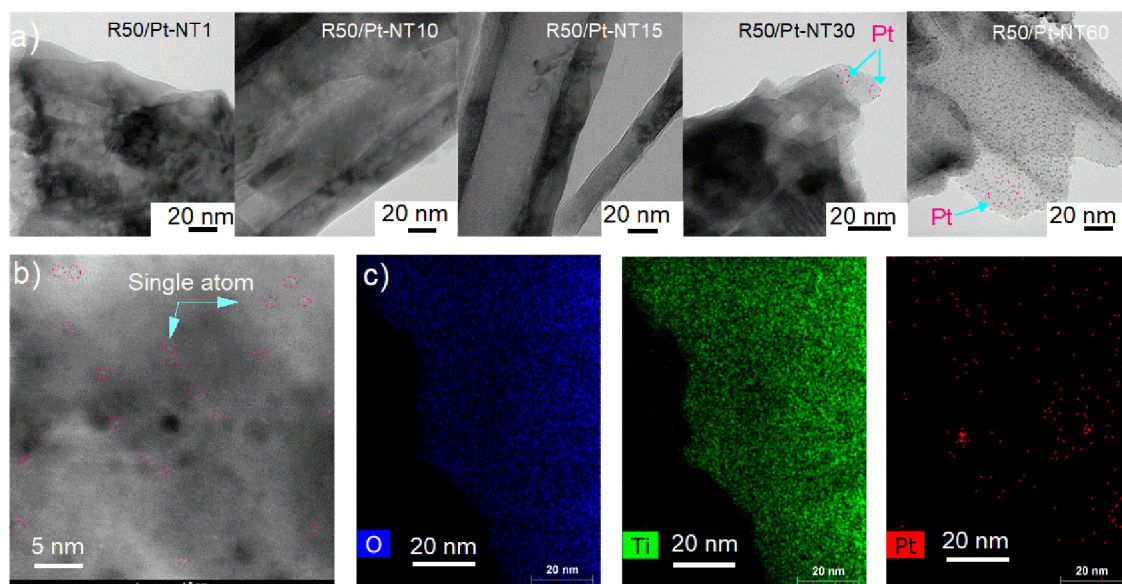 a)
R50/Pt-NT1
R50/Pt-NT10
R50/Pt-NT15
R50/Pt-NT30
Pt
R50/Pt-NT60
Pt
20 nm
20 nm
20 nm
20 nm
20 nm
b)
Single atom
5 nm
c)
O
20 nm
20 nm
Ti
20 nm
20 nm
Pt
20 nm
20 nm